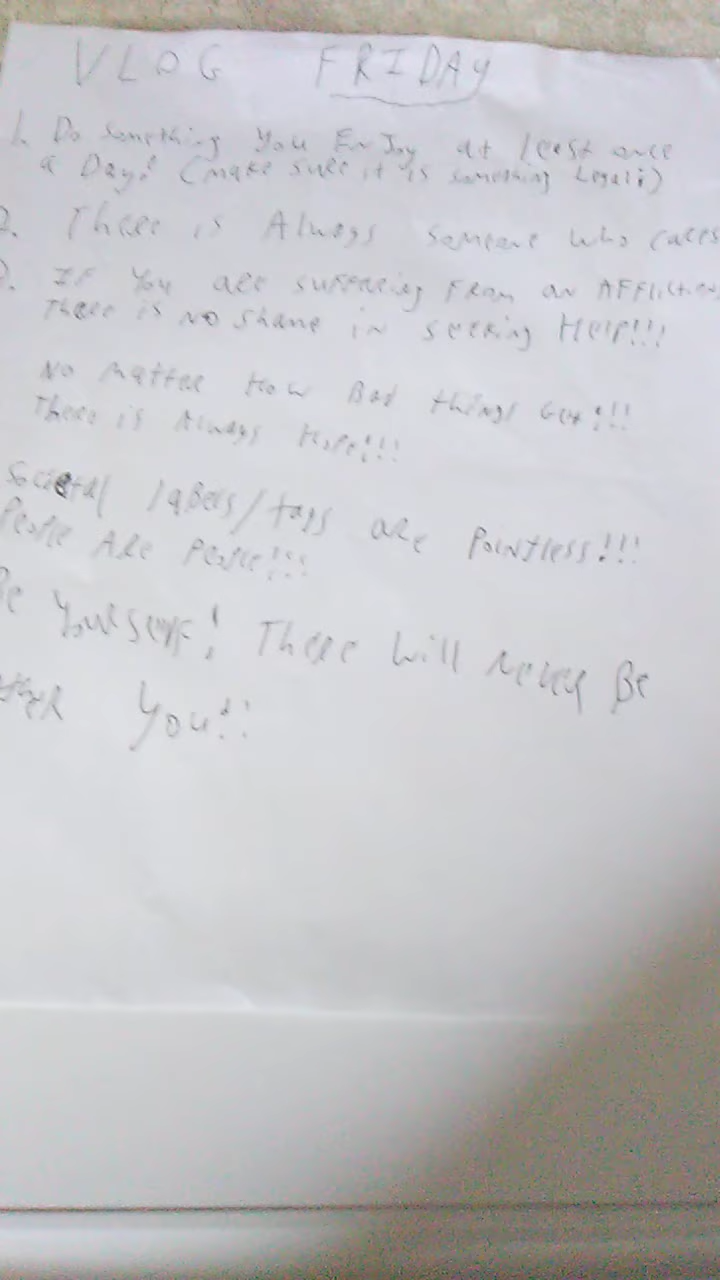 VLOG FRIDAY
1. Do something You EnJoy at least once
a Day! (make sure it is something Legal!)
2. There is Always someone who cares
If You are suffering From an AFFliction
There is NO Shame in seeking Help!!!
No matter How Bad things Get!!!
There is Always Hope!!!
Societal labels/tags are Pointless!!!
People Are People!!!
Be Yourself! There will Never Be
You!!